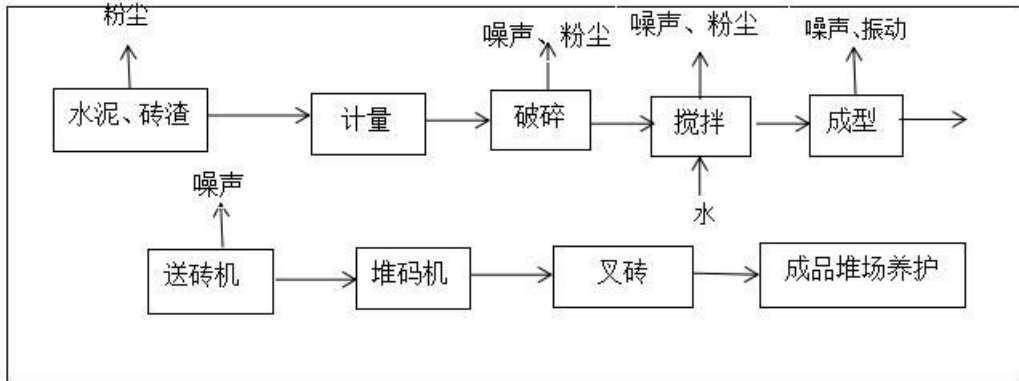 粉尘
噪声、粉尘
噪声、粉尘
噪声、振动
水泥、砖渣
计量
破碎
搅拌
成型
噪声
水
送砖机
堆码机
叉砖
成品堆场养护